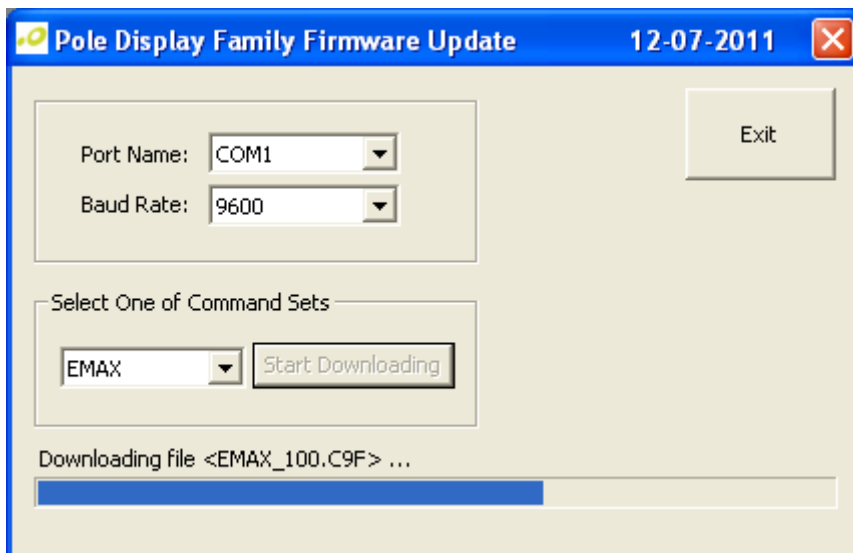 Pole Display Family Firmware Update 12-07-2011
Exit
Port Name: COM1
Baud Rate: 9600
Select One of Command Sets
EMAX Start Downloading
Downloading file <EMAX_100.C9F> ...